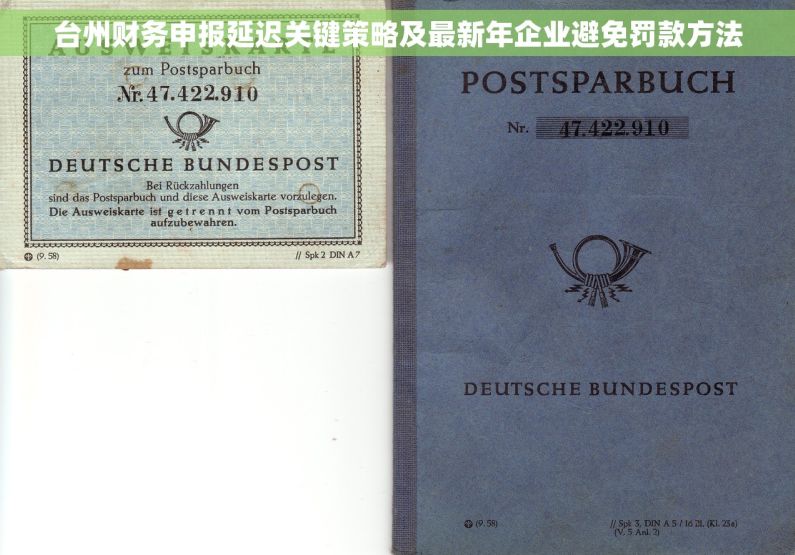 台州财务申报延迟关键策略及最新年企业避免罚款方法
AUSWEISKARTE
zum Postsparbuch
Nr. 47.422.910
DEUTSCHE BUNDESPOST
Bei Rückzahlungen
sind das Postsparbuch und diese Ausweiskarte vorzulegen.
Die Ausweiskarte ist getrennt vom Postsparbuch
aufzubewahren.
(9.58)
// Spk 2 DIN A7
POSTSPARBUCH
Nr. 47.422.910
DEUTSCHE BUNDESPOST
(9.58)
// Spk 3, DIN A 5 / 16 Bl. (Kl. 25a)
(V. 5 Anl. 2)